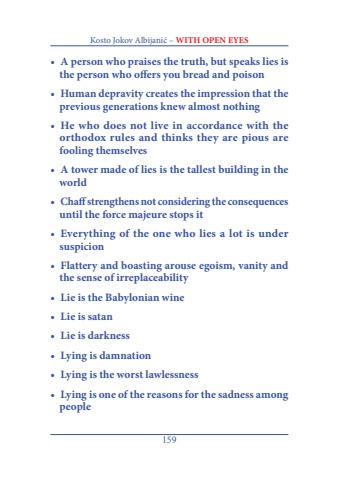 Kosto Jokov Albijanić – WITH OPEN EYES
• A person who praises the truth, but speaks lies is
the person who offers you bread and poison
• Human depravity creates the impression that the
previous generations knew almost nothing
• He who does not live in accordance with the
orthodox rules and thinks they are pious are
fooling themselves
• A tower made of lies is the tallest building in the
world
• Chaff strengthens not considering the consequences
until the force majeure stops it
• Everything of the one who lies a lot is under
suspicion
• Flattery and boasting arouse egoism, vanity and
the sense of irreplaceability
• Lie is the Babylonian wine
• Lie is satan
• Lie is darkness
• Lying is damnation
• Lying is the worst lawlessness
• Lying is one of the reasons for the sadness among
people
159